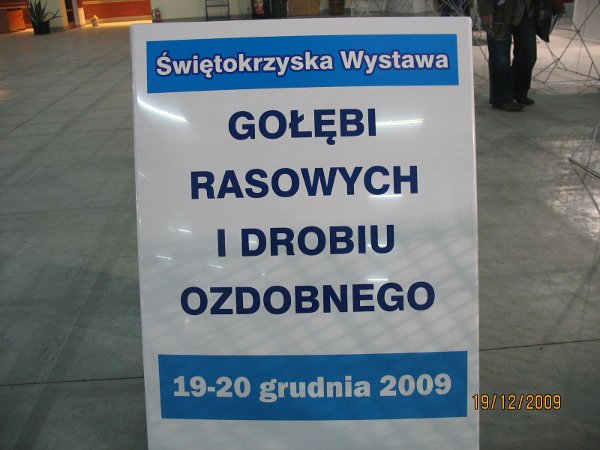 Świętokrzyska Wystawa
GOŁĘBI
RASOWYCH
I DROBIU
OZDOBNEGO
19-20 grudnia 2009
19/12/2009